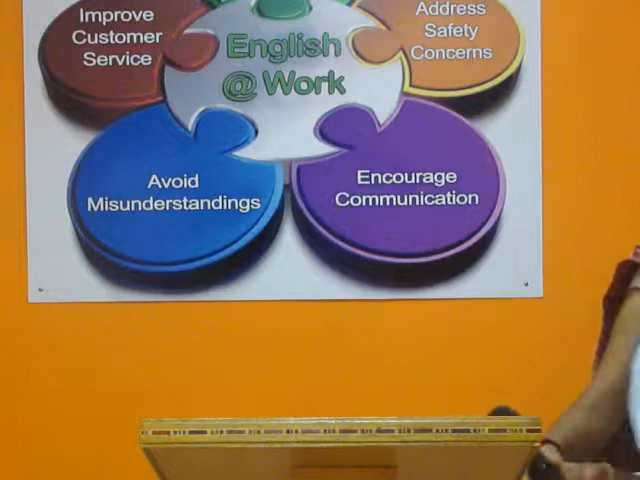 Improve
Customer
Service
English
@ Work
Address
Safety
Concerns
Avoid
Misunderstandings
Encourage
Communication